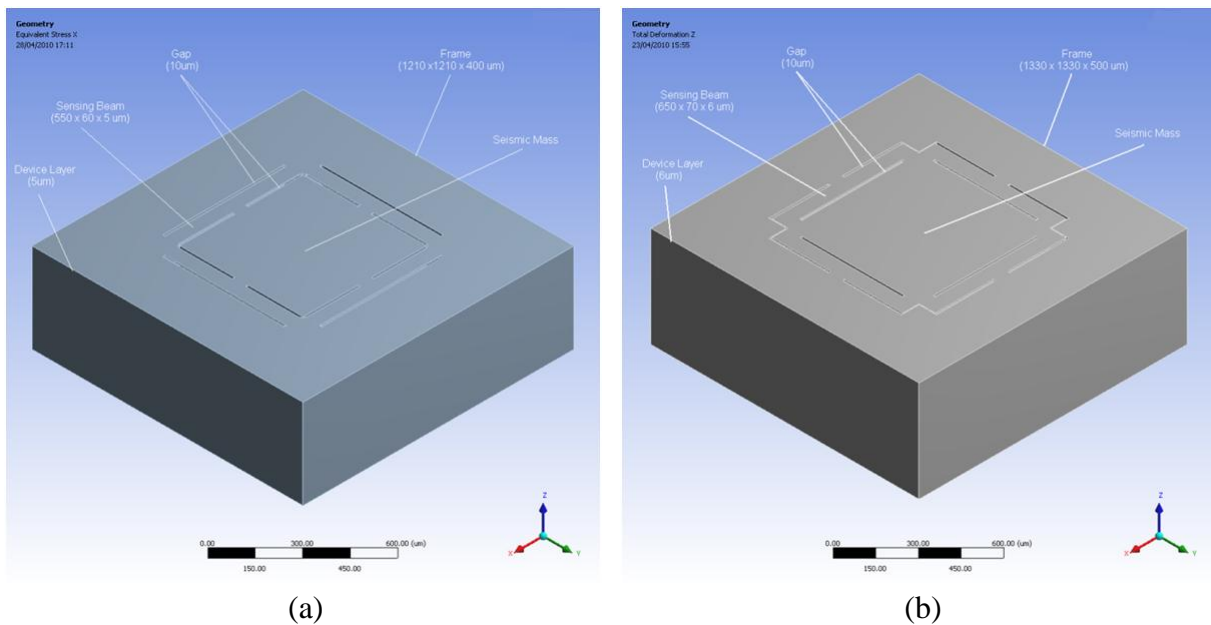 Geometry
Equivalent Stress X
28/04/2010 17:11
Gap
(10um)
Frame
(1210 x1210 x 400 um)
Sensing Beam
(550 x 60 x 5 um)
Seismic Mass
Device Layer
(5um)
Z
X
Y
0.00
300.00
600.00 (um)
150.00
450.00
(a)
Geometry
Total Deformation Z
23/04/2010 15:55
Gap
(10um)
Frame
(1330 x 1330 x 500 um)
Sensing Beam
(650 x 70 x 6 um)
Seismic Mass
Device Layer
(6um)
Z
X
Y
0.00
300.00
600.00 (um)
150.00
450.00
(b)